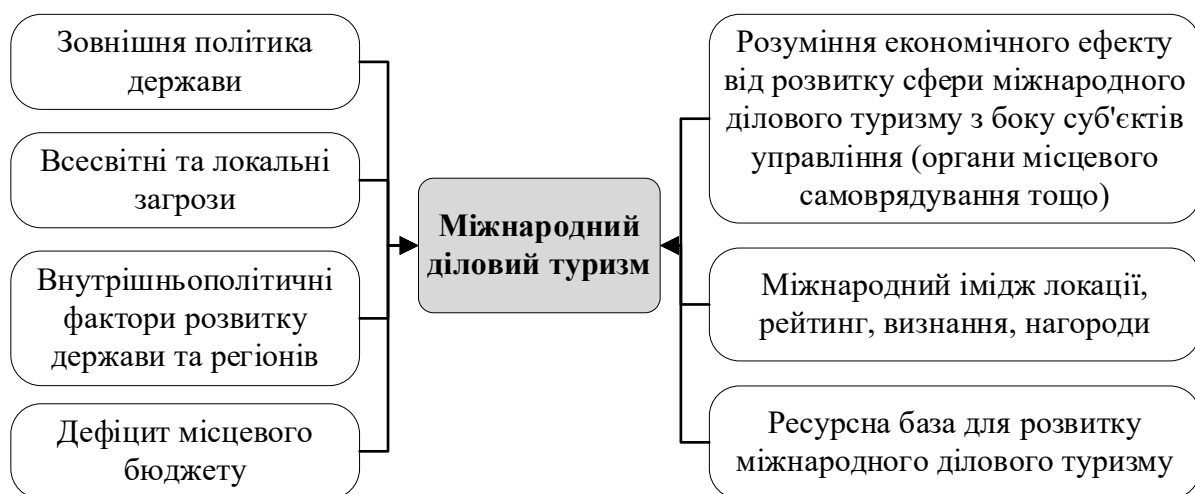 Зовнішня політика
держави
Всесвітні та локальні
загрози
Внутрішньополітичні
фактори розвитку
держави та регіонів
Дефіцит місцевого
бюджету
Міжнародний
діловий туризм
Розуміння економічного ефекту
від розвитку сфери міжнародного
ділового туризму з боку суб'єктів
управління (органи місцевого
самоврядування тощо)
Міжнародний імідж локації,
рейтинг, визнання, нагороди
Ресурсна база для розвитку
міжнародного ділового туризму